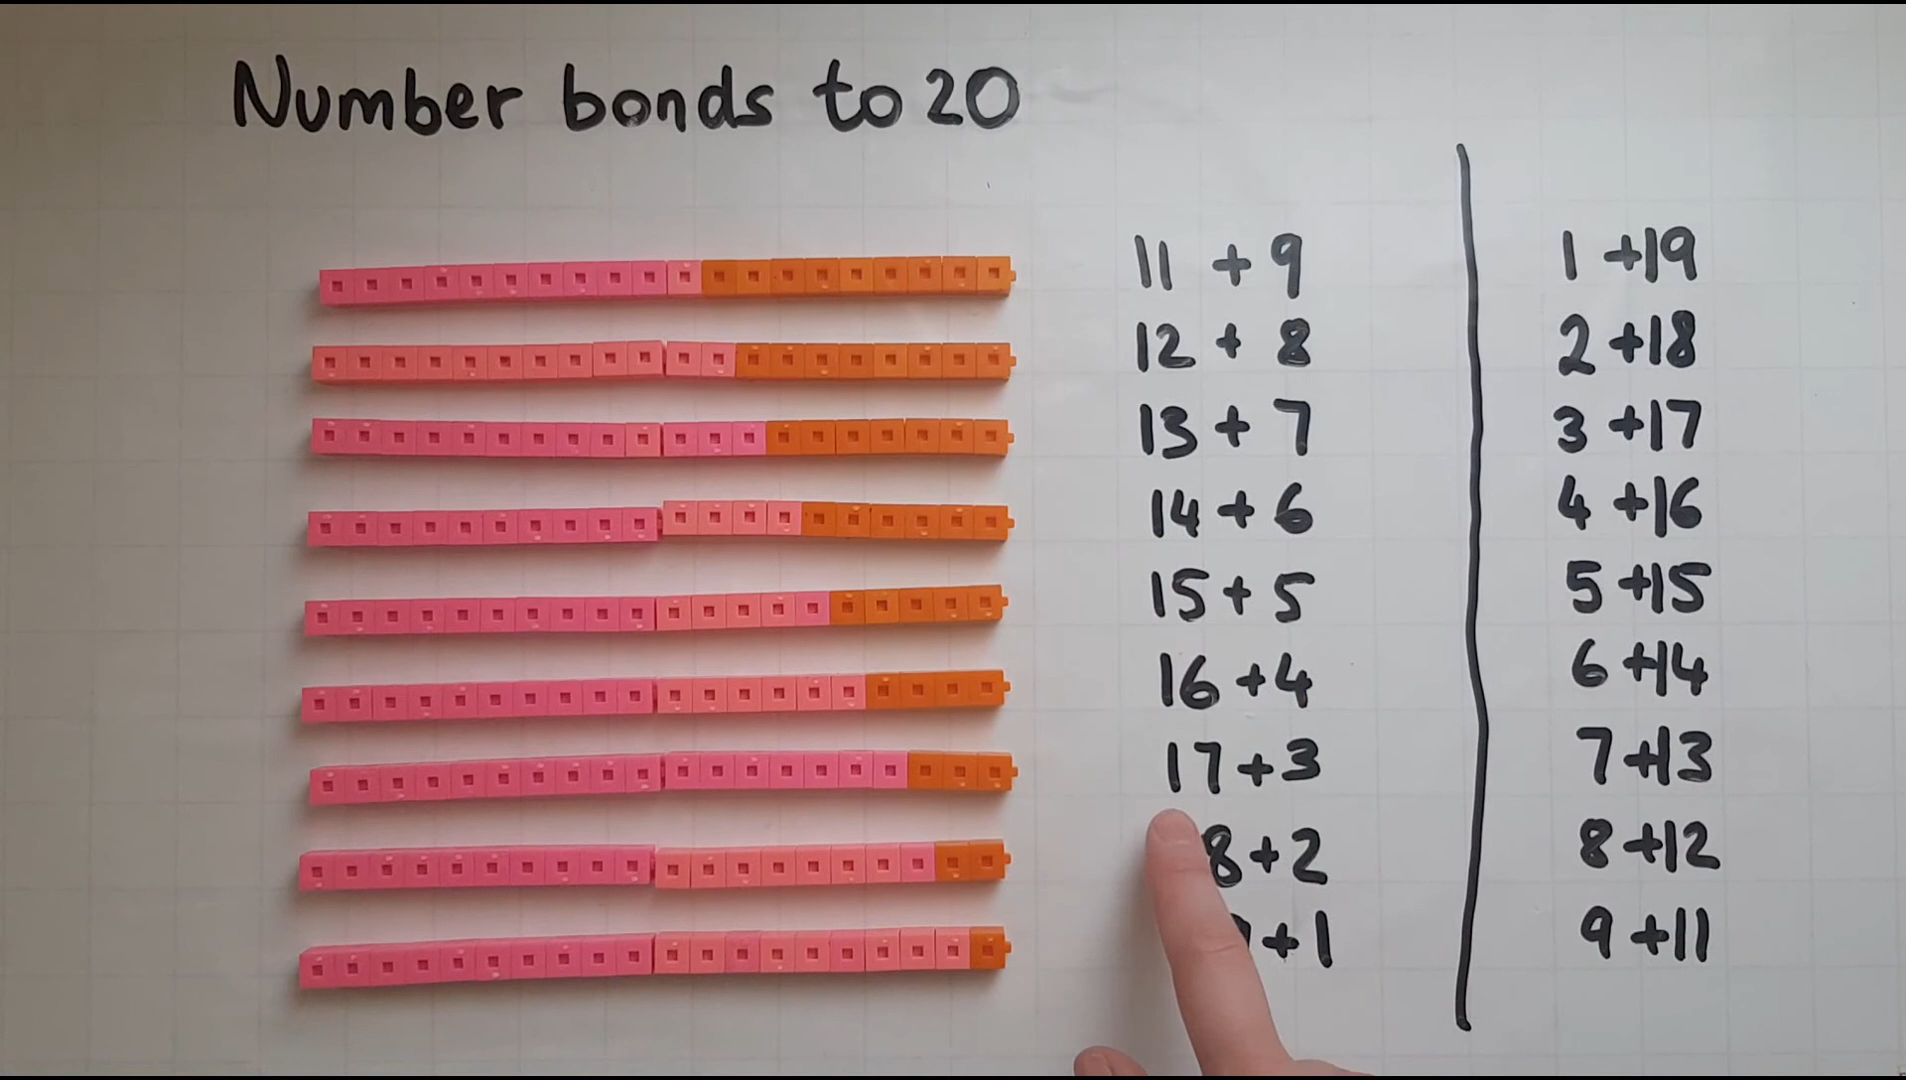 Number bonds to 20
11 + 9
12 + 8
13 + 7
14 + 6
15 + 5
16 + 4
17 + 3
8 + 2
+ 1
1 + 19
2 + 18
3 + 17
4 + 16
5 + 15
6 + 14
7 + 13
8 + 12
9 + 11